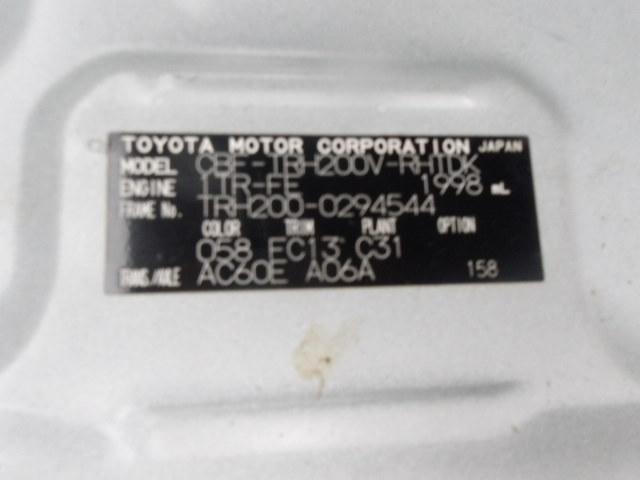 TOYOTA MOTOR CORPORATION JAPAN
MODEL CBF-TRH200V-RHTDK
ENGINE 1TR-FE 1998 mL
FRAME No. TRH200-0294544
COLOR TRIM PLANT OPTION
058 FC13 C31
TRANS/AXLE AC60E A06A 158